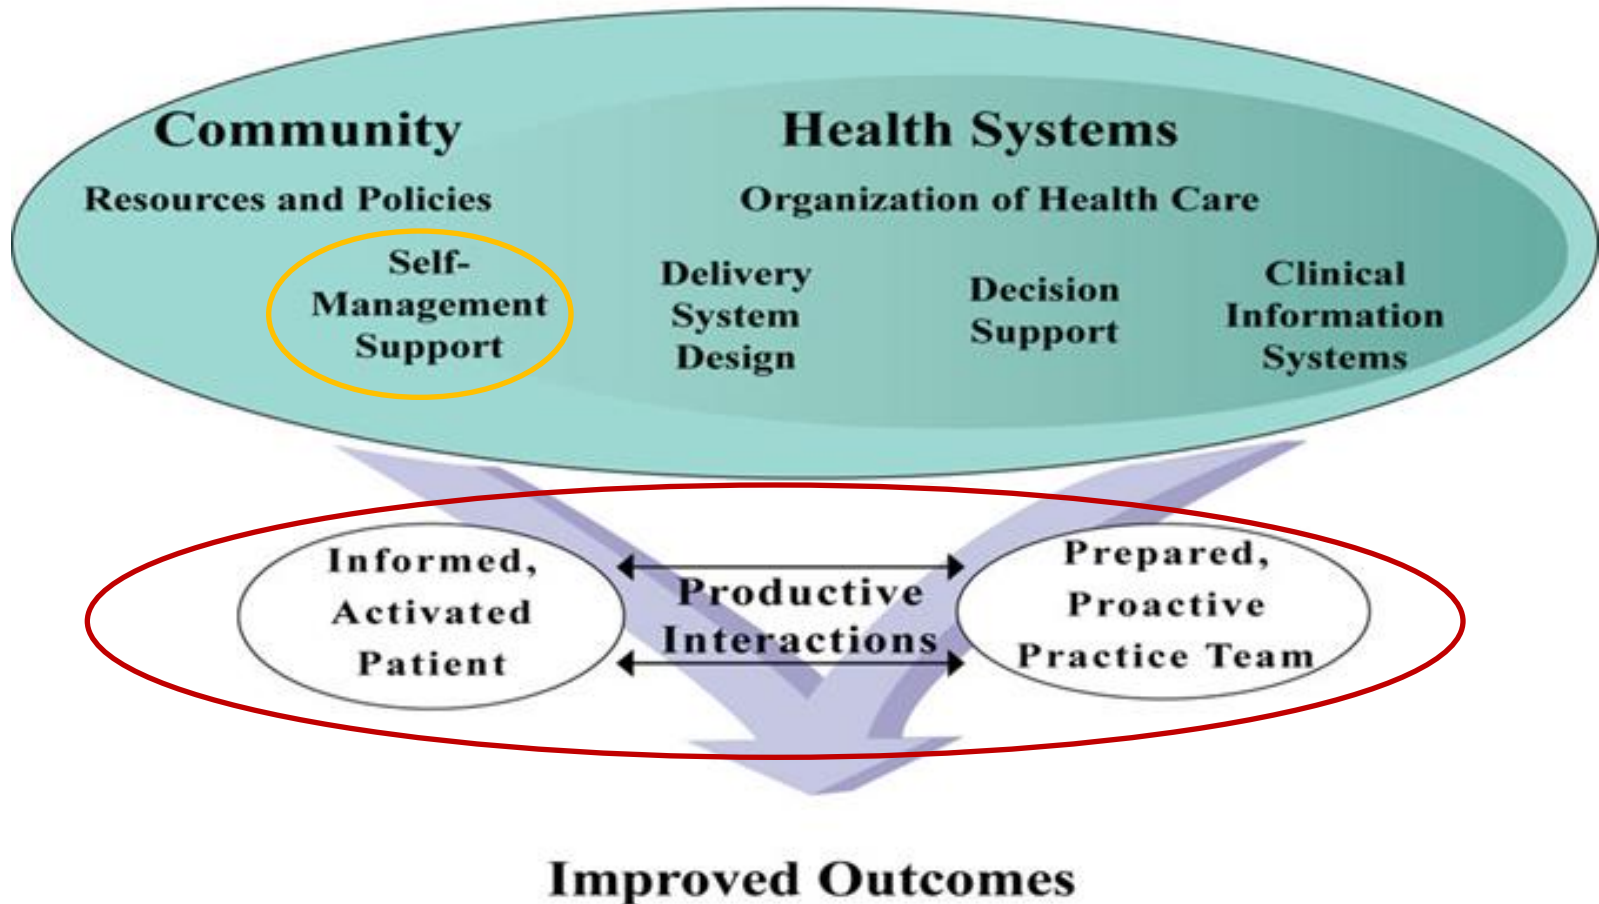 Community
Resources and Policies
Self-
Management
Support
Health Systems
Organization of Health Care
Delivery
System
Design
Decision
Support
Clinical
Information
Systems
Informed,
Activated
Patient
Productive
Interactions
Prepared,
Proactive
Practice Team
Improved Outcomes